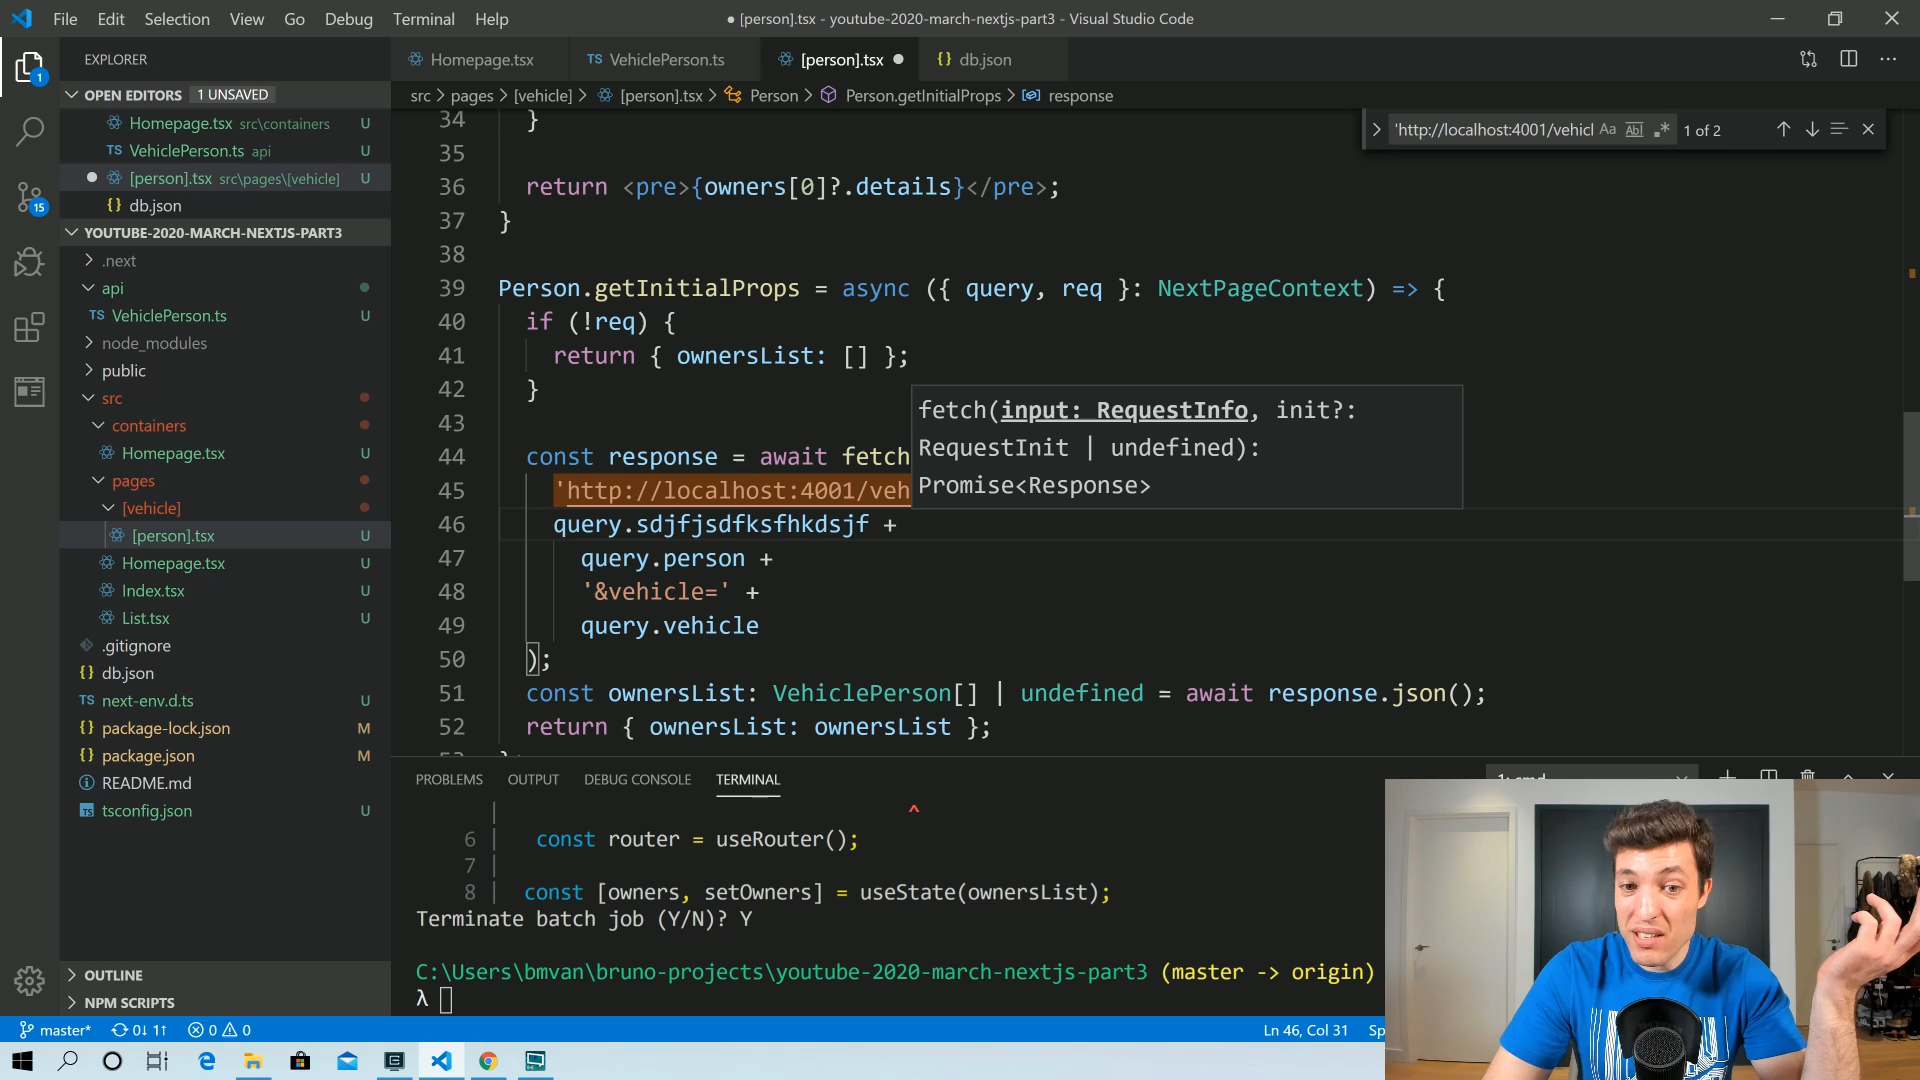 File Edit Selection View Go Debug Terminal Help
● [person].tsx - youtube-2020-march-nextjs-part3 - Visual Studio Code
EXPLORER
OPEN EDITORS 1 UNSAVED
Homepage.tsx src\containers U
TS VehiclePerson.ts api U
[person].tsx src\pages\[vehicle] U
{} db.json
YOUTUBE-2020-MARCH-NEXTJS-PART3
.next
api
TS VehiclePerson.ts U
node_modules
public
src
containers
Homepage.tsx U
pages
[vehicle]
[person].tsx U
Homepage.tsx U
Index.tsx U
List.tsx U
.gitignore
{} db.json
TS next-env.d.ts U
{} package-lock.json M
{} package.json M
README.md
TS tsconfig.json U
OUTLINE
NPM SCRIPTS
1
15
Homepage.tsx TS VehiclePerson.ts [person].tsx {} db.json
src > pages > [vehicle] > [person].tsx > Person > Person.getInitialProps > response
'http://localhost:4001/vehicl Aa Abl .* 1 of 2
34 }
35
36 return <pre>{owners[0]?.details}</pre>;
37 }
38
39 Person.getInitialProps = async ({ query, req }: NextPageContext) => {
40 if (!req) {
41 return { ownersList: [] };
42 }
43
44 const response = await fetch
45 'http://localhost:4001/veh
46 query.sdjfjsdfksfhkdsjf +
47 query.person +
48 '&vehicle=' +
49 query.vehicle
50 );
51 const ownersList: VehiclePerson[] | undefined = await response.json();
52 return { ownersList: ownersList };
fetch(input: RequestInfo, init?:
RequestInit | undefined):
Promise<Response>
PROBLEMS OUTPUT DEBUG CONSOLE TERMINAL
1: cmd
| ^
6 | const router = useRouter();
7 |
8 | const [owners, setOwners] = useState(ownersList);
Terminate batch job (Y/N)? Y
C:\Users\bmvan\bruno-projects\youtube-2020-march-nextjs-part3 (master -> origin)
λ
master* 0↓ 1↑ 0 0 Ln 46, Col 31 Sp